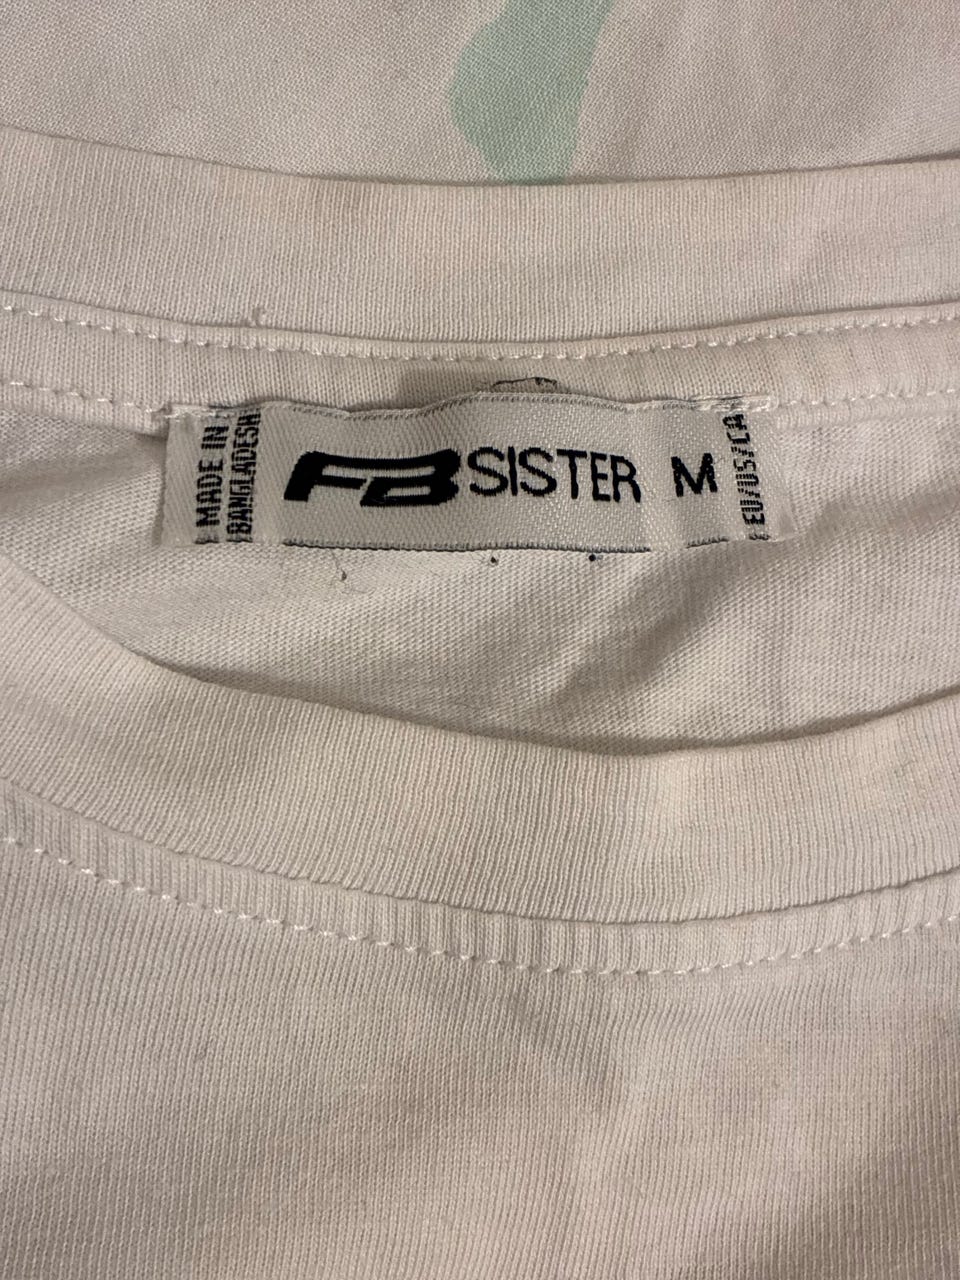 MADE IN
BANGLADESH
FB SISTER M
EU/US/CA